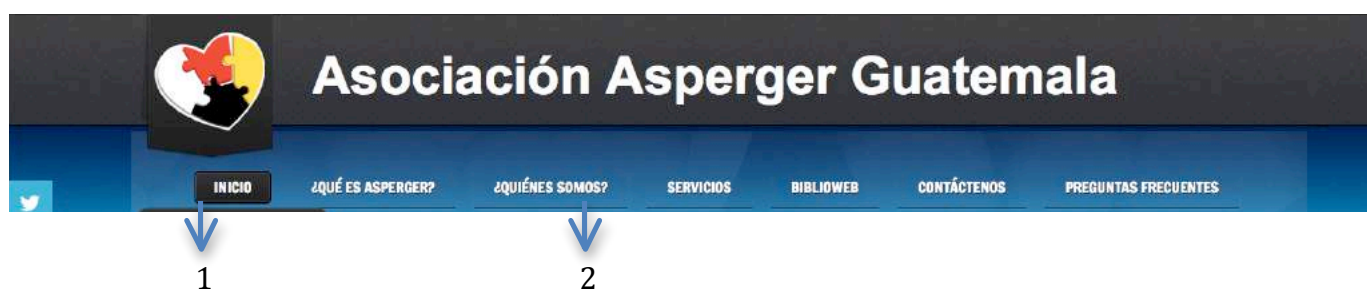 Asociación Asperger Guatemala
INICIO ¿QUÉ ES ASPERGER? ¿QUIÉNES SOMOS? SERVICIOS BIBLIOWEB CONTÁCTENOS PREGUNTAS FRECUENTES
1 2